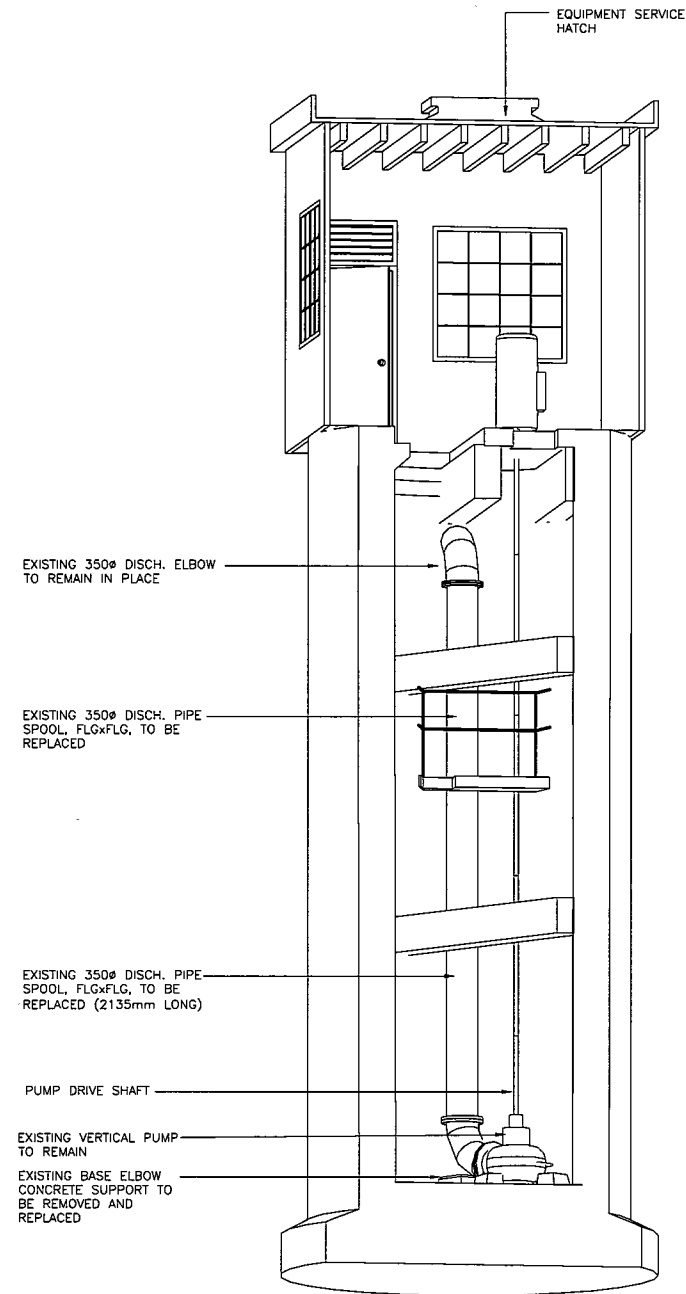 EQUIPMENT SERVICE
HATCH
EXISTING 350ø DISCH. ELBOW
TO REMAIN IN PLACE
EXISTING 350ø DISCH. PIPE
SPOOL, FLGxFLG, TO BE
REPLACED
EXISTING 350ø DISCH. PIPE
SPOOL, FLGxFLG, TO BE
REPLACED (2135mm LONG)
PUMP DRIVE SHAFT
EXISTING VERTICAL PUMP
TO REMAIN
EXISTING BASE ELBOW
CONCRETE SUPPORT TO
BE REMOVED AND
REPLACED